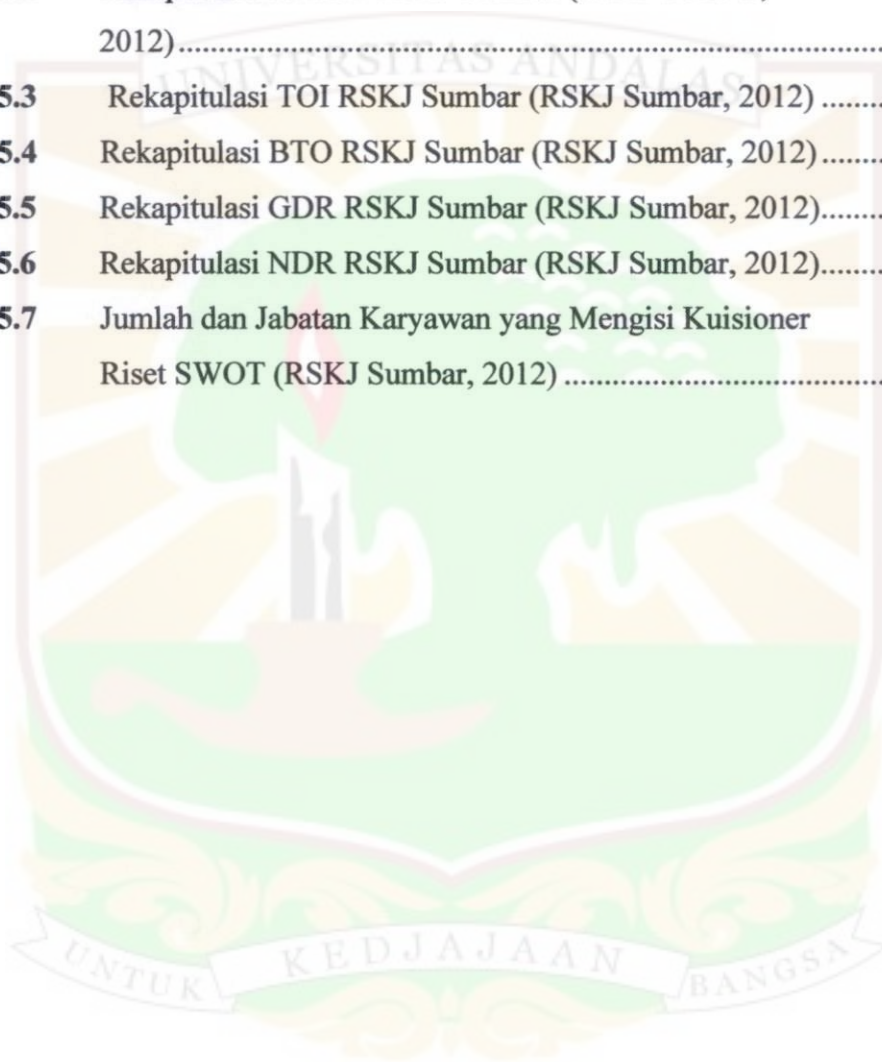 2012)......................................................................................
5.3 Rekapitulasi TOI RSKJ Sumbar (RSKJ Sumbar, 2012) ........
UNIVERSITAS ANDALAS
5.4 Rekapitulasi BTO RSKJ Sumbar (RSKJ Sumbar, 2012) ........
5.5 Rekapitulasi GDR RSKJ Sumbar (RSKJ Sumbar, 2012)........
5.6 Rekapitulasi NDR RSKJ Sumbar (RSKJ Sumbar, 2012)........
5.7 Jumlah dan Jabatan Karyawan yang Mengisi Kuisioner
Riset SWOT (RSKJ Sumbar, 2012) ......................................
UNTUK KEDJAJAAN BANGSA